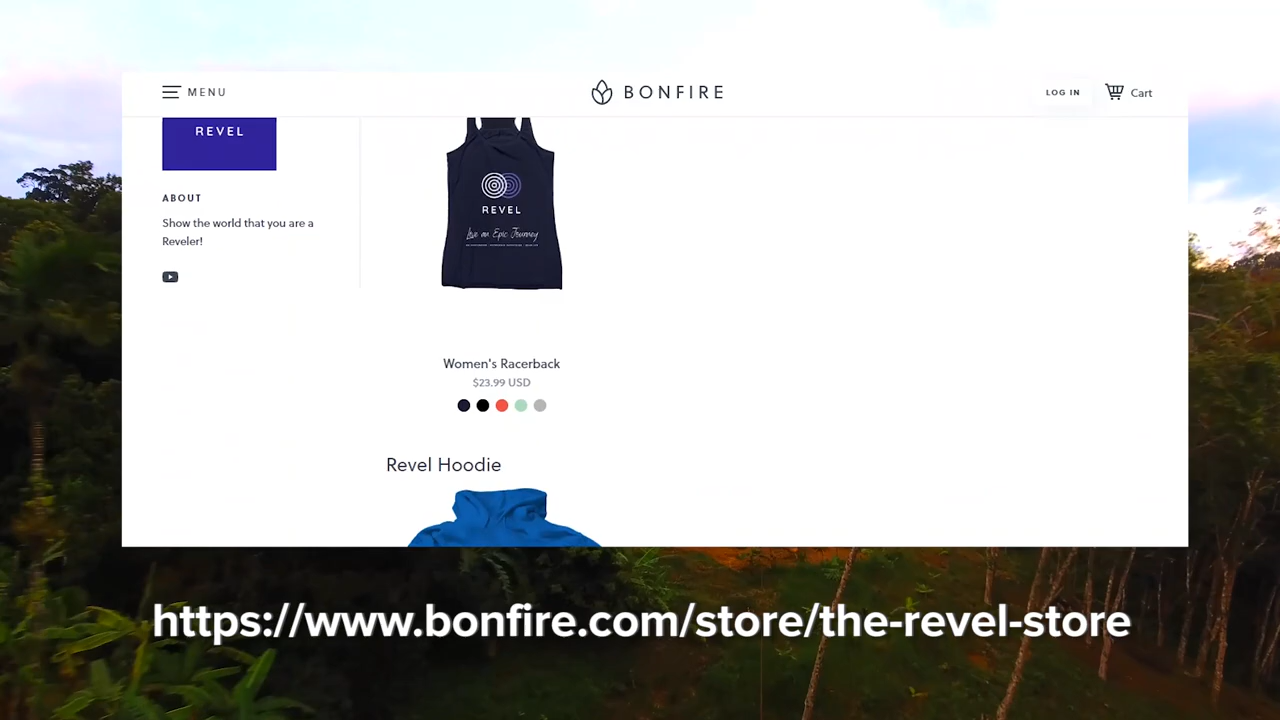 MENU
BONFIRE
LOG IN
Cart
REVEL
ABOUT
Show the world that you are a
Reveler!
REVEL
Live an Epic Journey
Women's Racerback
$23.99 USD
Revel Hoodie
https://www.bonfire.com/store/the-revel-store